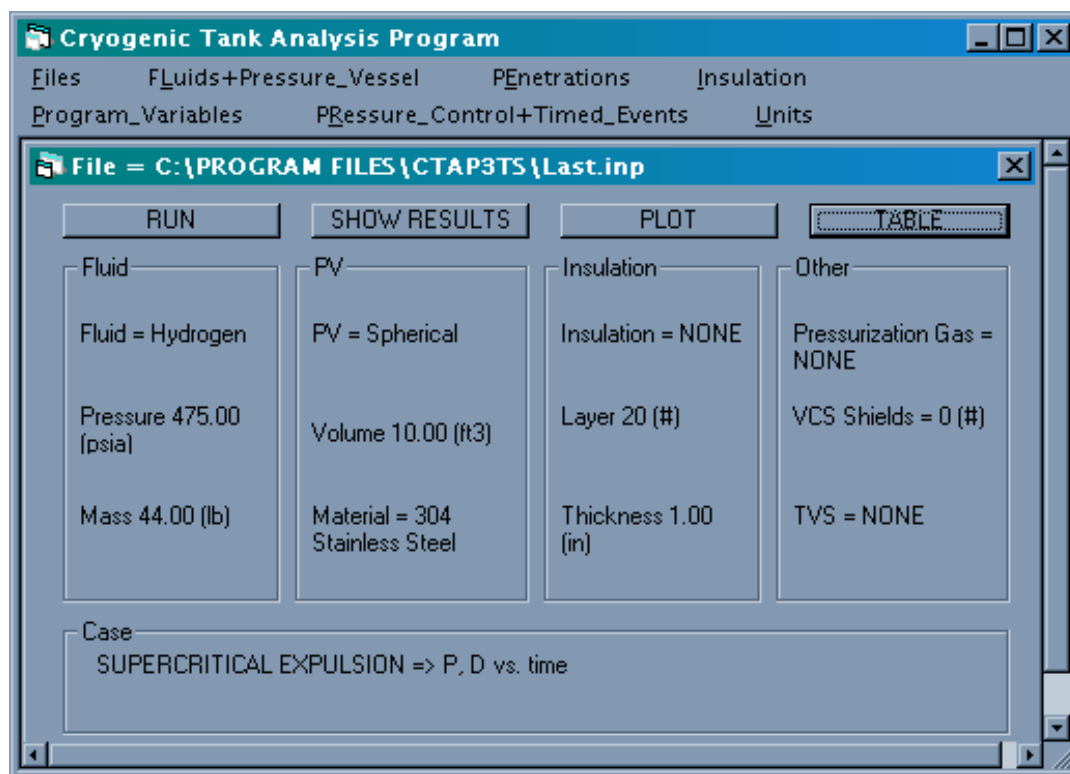 Cryogenic Tank Analysis Program
Files FLuids+Pressure_Vessel PEnetrations Insulation
Program_Variables PRessure_Control+Timed_Events Units
File = C:\PROGRAM FILES\CTAP3TS\Last.inp
RUN SHOW RESULTS PLOT TABLE
Fluid
Fluid = Hydrogen
Pressure 475.00
(psia)
Mass 44.00 (lb)
PV
PV = Spherical
Volume 10.00 (ft3)
Material = 304
Stainless Steel
Insulation
Insulation = NONE
Layer 20 (#)
Thickness 1.00
(in)
Other
Pressurization Gas =
NONE
VCS Shields = 0 (#)
TVS = NONE
Case
SUPERCRITICAL EXPULSION => P, D vs. time